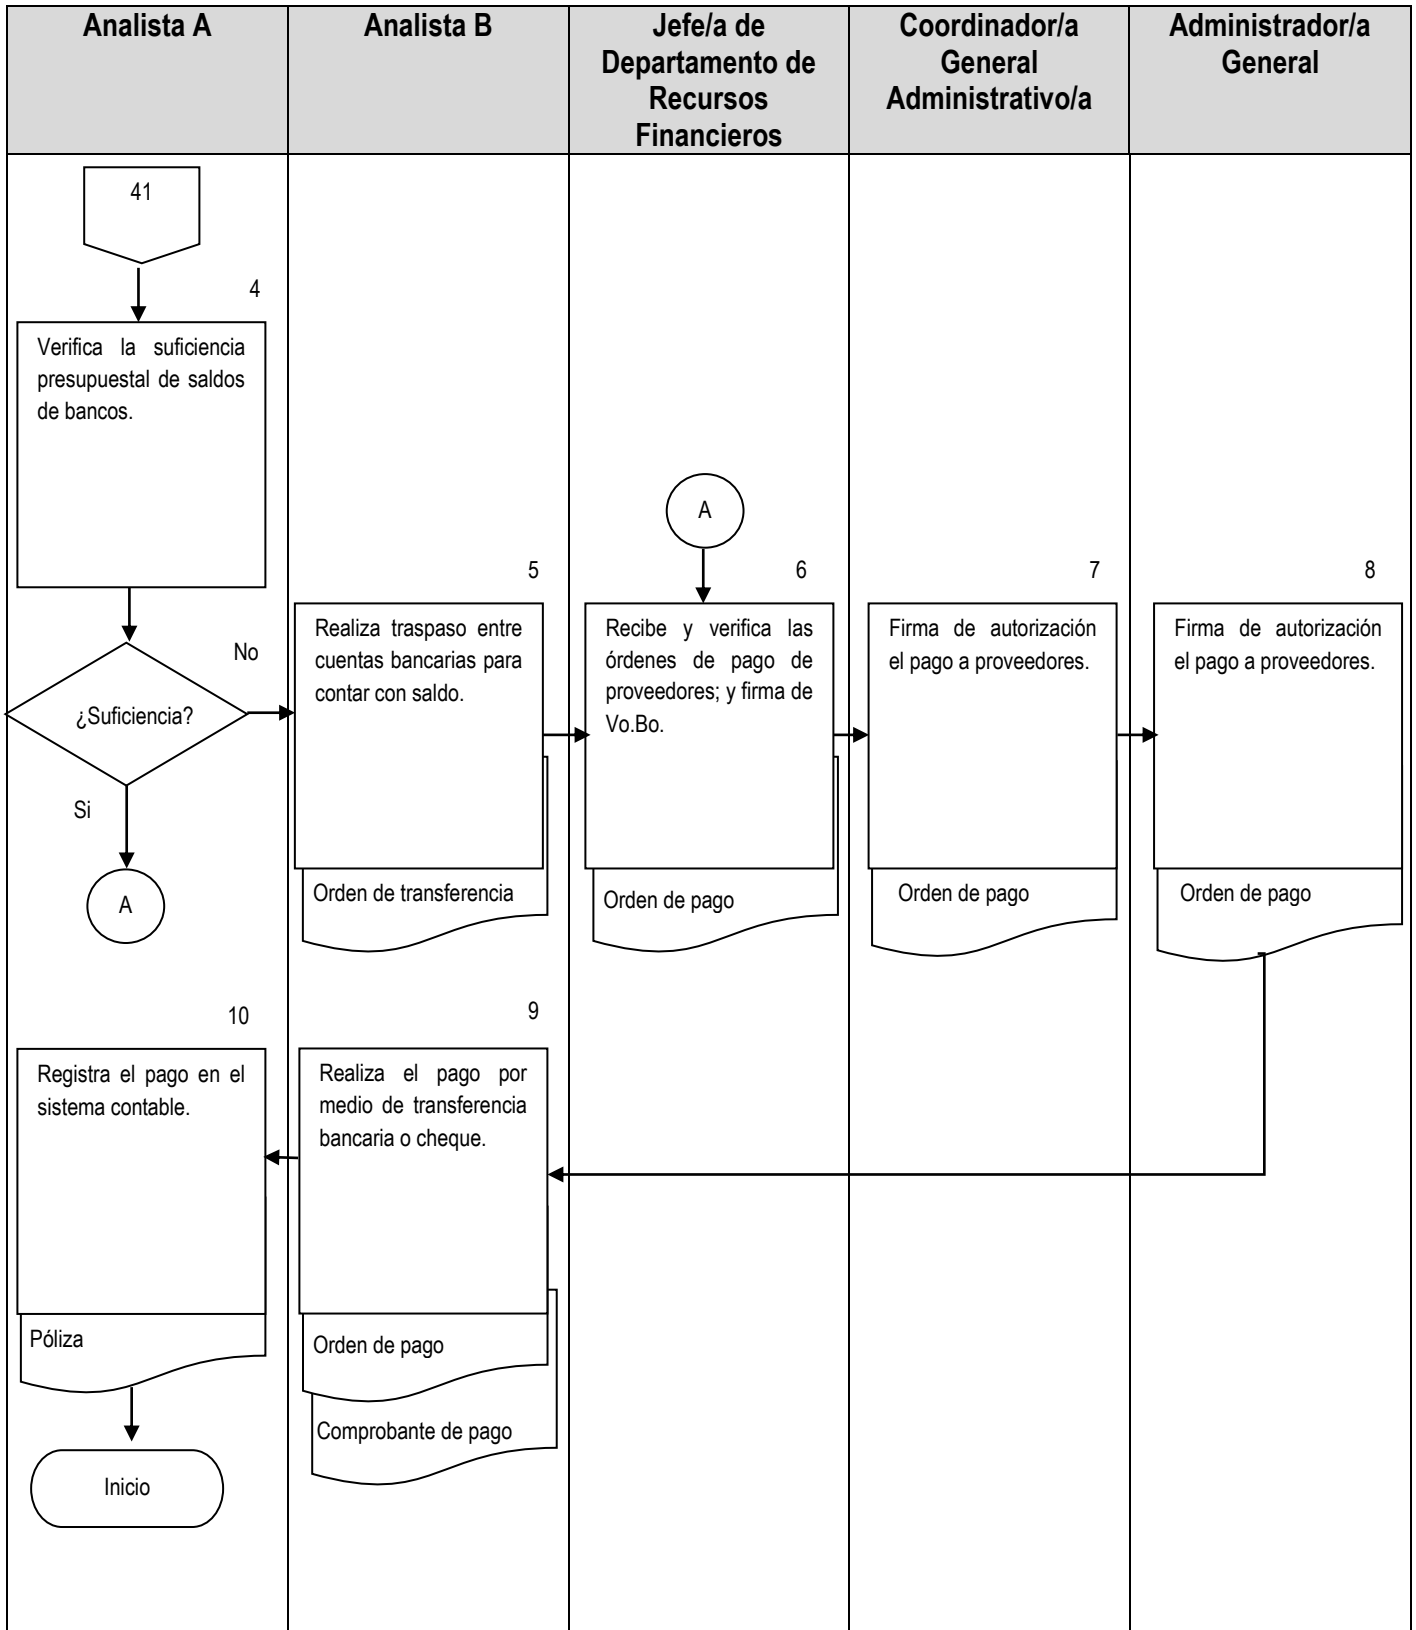 Analista A
Analista B
Jefe/a de
Departamento de
Recursos
Financieros
Coordinador/a
General
Administrativo/a
Administrador/a
General
41
4
Verifica la suficiencia
presupuestal de saldos
de bancos.
¿Suficiencia?
No
Si
A
5
Realiza traspaso entre
cuentas bancarias para
contar con saldo.
Orden de transferencia
A
6
Recibe y verifica las
órdenes de pago de
proveedores; y firma de
Vo.Bo.
Orden de pago
7
Firma de autorización
el pago a proveedores.
Orden de pago
8
Firma de autorización
el pago a proveedores.
Orden de pago
9
Realiza el pago por
medio de transferencia
bancaria o cheque.
Orden de pago
Comprobante de pago
10
Registra el pago en el
sistema contable.
Póliza
Inicio